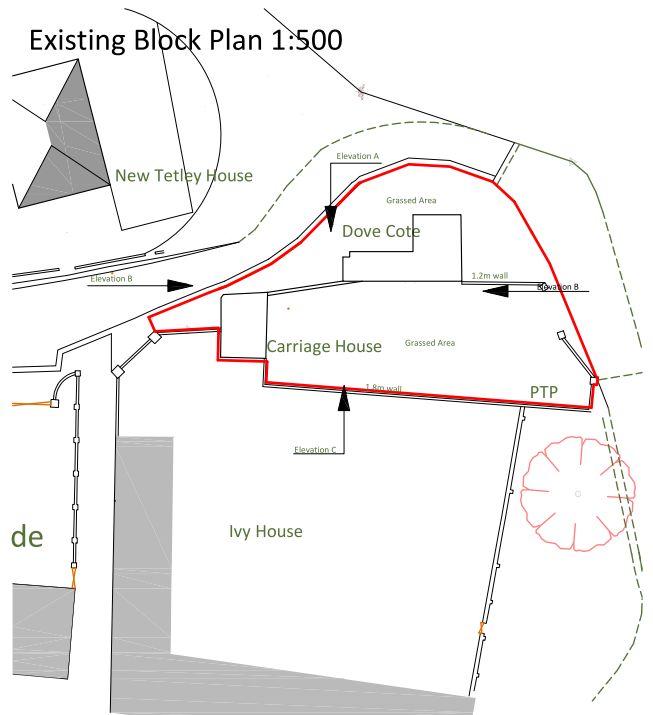 Existing Block Plan 1:500
Elevation A
New Tetley House
Grassed Area
Dove Cote
Elevation B
1.2m wall
Elevation B
Carriage House
Grassed Area
1.8m wall
PTP
Elevation C
Ivy House
de